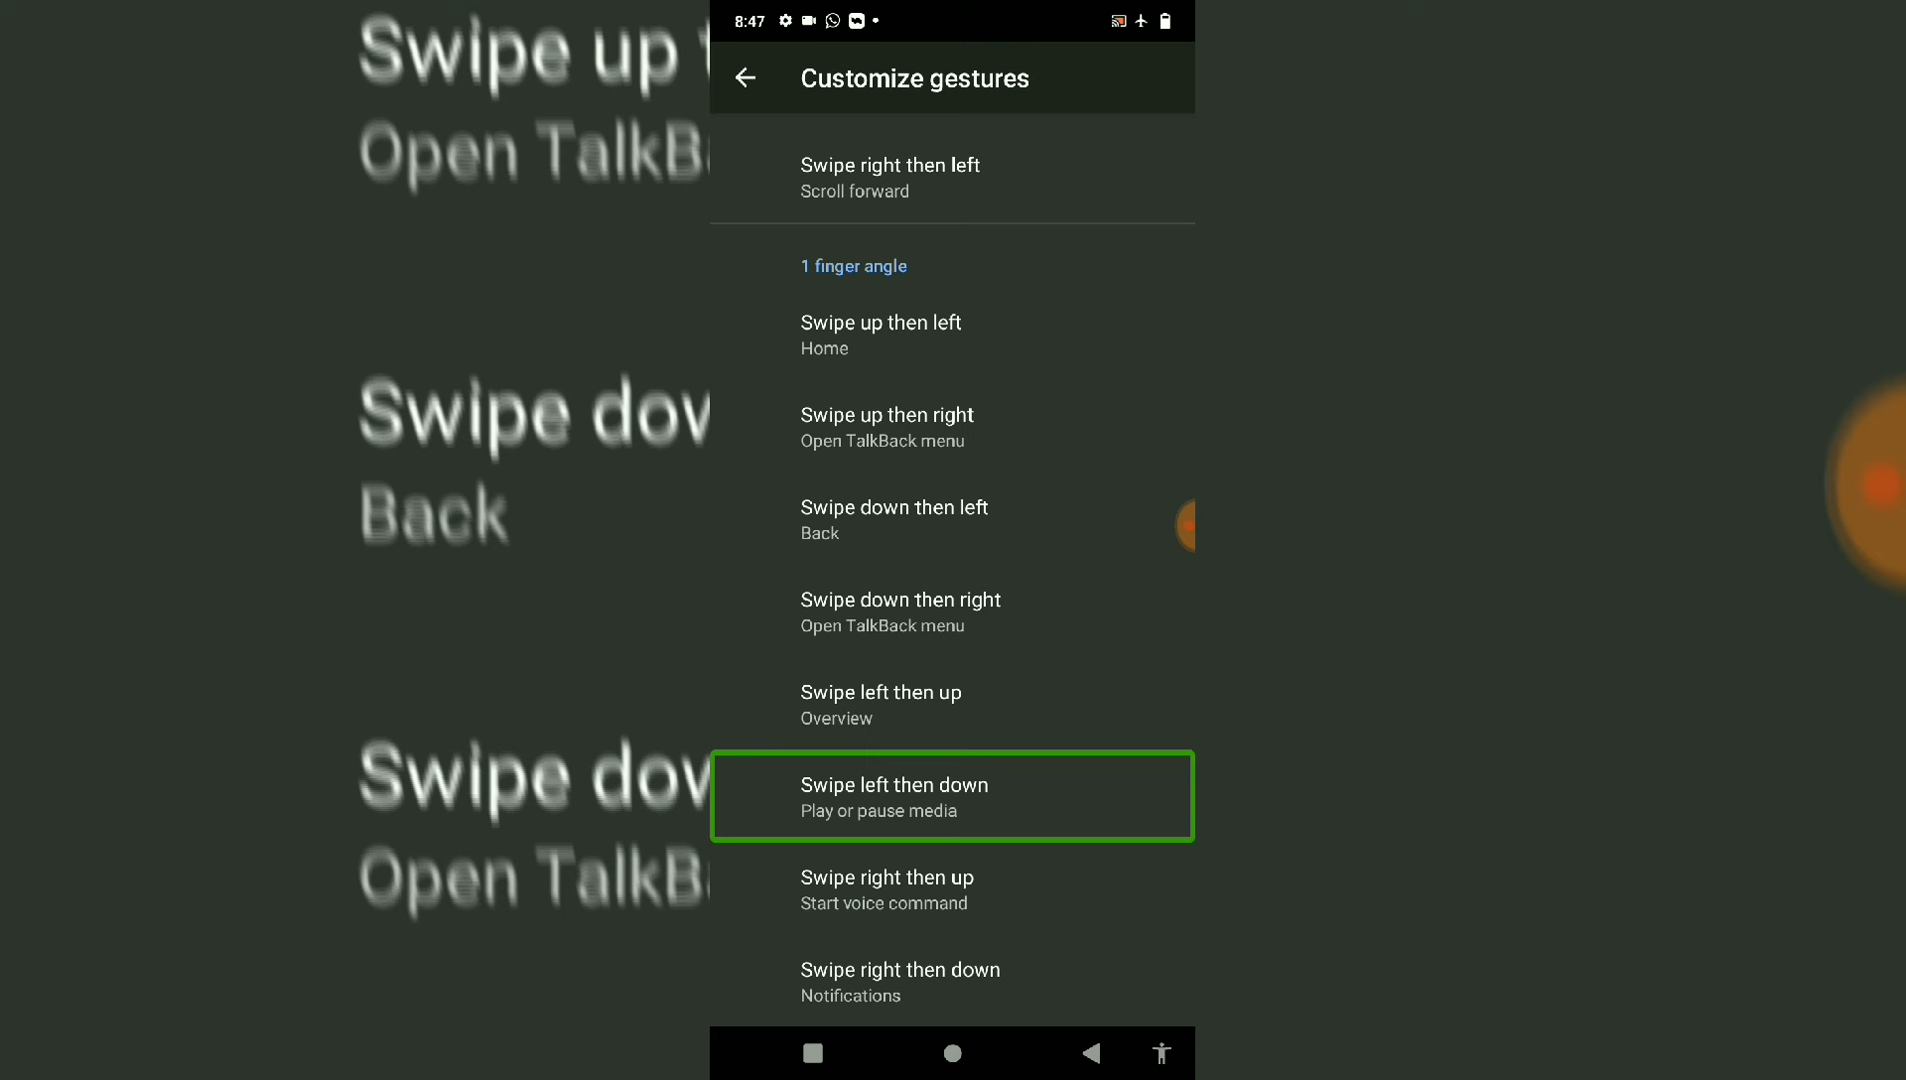 8:47
Customize gestures
Swipe right then left
Scroll forward
1 finger angle
Swipe up then left
Home
Swipe up then right
Open TalkBack menu
Swipe down then left
Back
Swipe down then right
Open TalkBack menu
Swipe left then up
Overview
Swipe left then down
Play or pause media
Swipe right then up
Start voice command
Swipe right then down
Notifications
Swipe up
Open TalkB
Swipe dow
Back
Swipe dow
Open TalkB